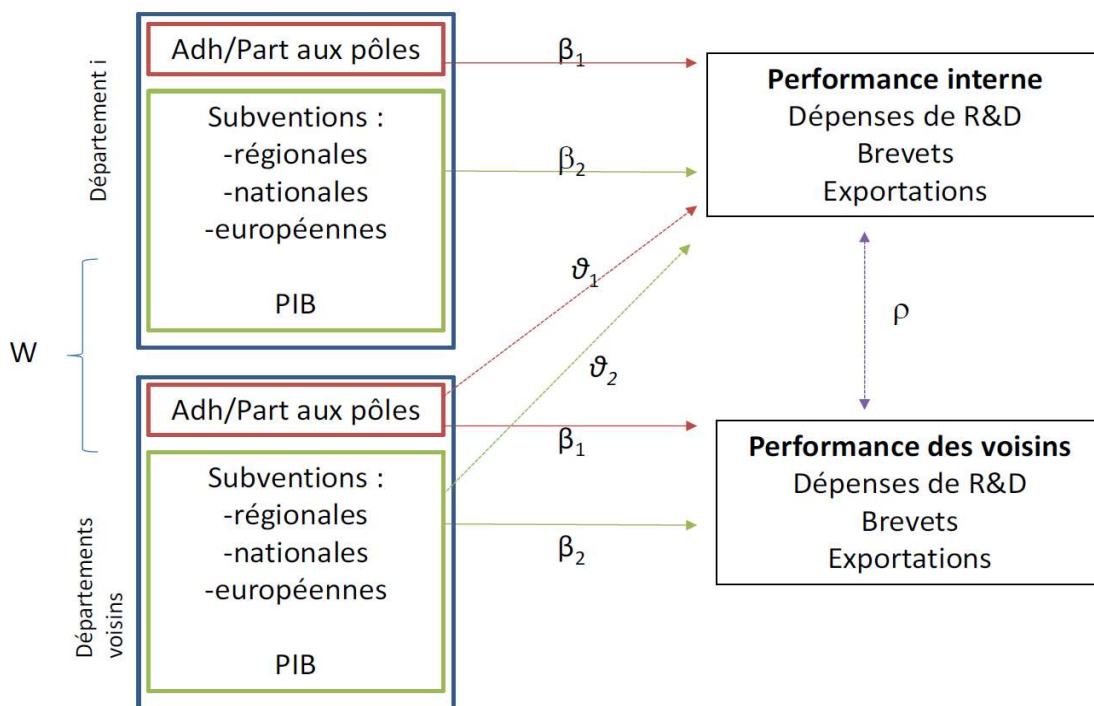 Département i
Adh/Part aux pôles
Subventions :
-régionales
-nationales
-européennes
PIB
β1
β2
Performance interne
Dépenses de R&D
Brevets
Exportations
W
ϑ1
ϑ2
ρ
Départements
voisins
Adh/Part aux pôles
Subventions :
-régionales
-nationales
-européennes
PIB
β1
β2
Performance des voisins
Dépenses de R&D
Brevets
Exportations